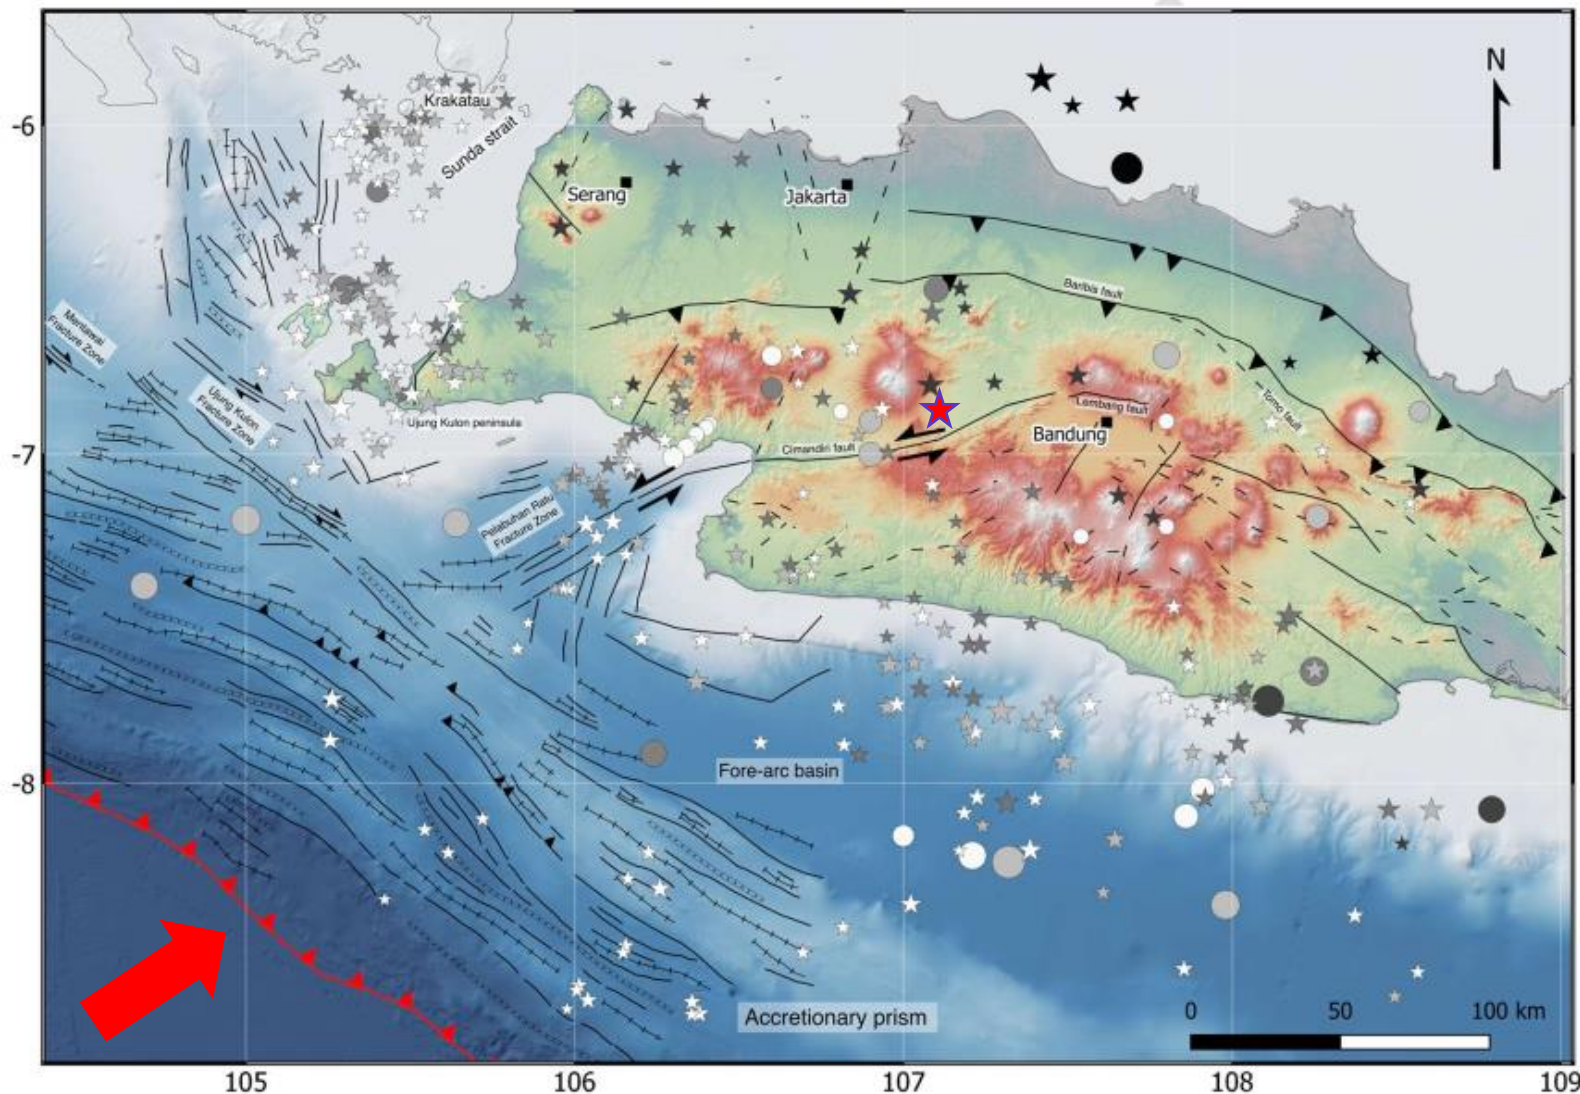 N
Krakatau
Sunda strait
-6
Serang
Jakarta
Baribis fault
Mentawai
Fracture Zone
Ujung Kulon
Fracture Zone
Ujung Kulon peninsula
Tomo fault
Lembang fault
Bandung
Cimandiri fault
-7
Pelabuhan Ratu
Fracture Zone
Fore-arc basin
-8
Accretionary prism
0 50 100 km
105 106 107 108 109